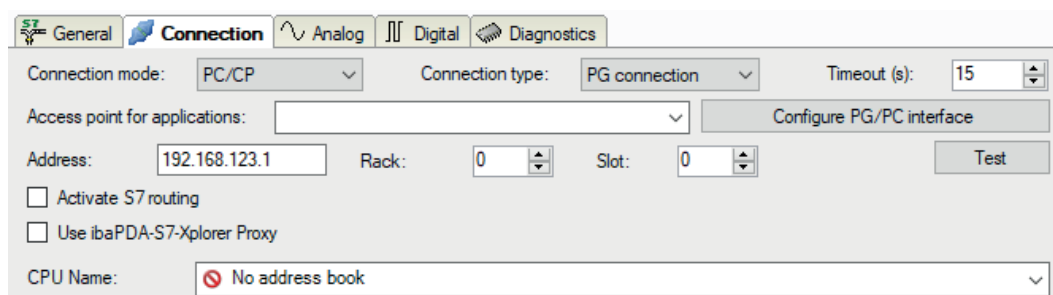 S7 General Connection Analog Digital Diagnostics
Connection mode: PC/CP Connection type: PG connection Timeout (s): 15
Access point for applications: Configure PG/PC interface
Address: 192.168.123.1 Rack: 0 Slot: 0 Test
Activate S7 routing
Use ibaPDA-S7-Xplorer Proxy
CPU Name: No address book